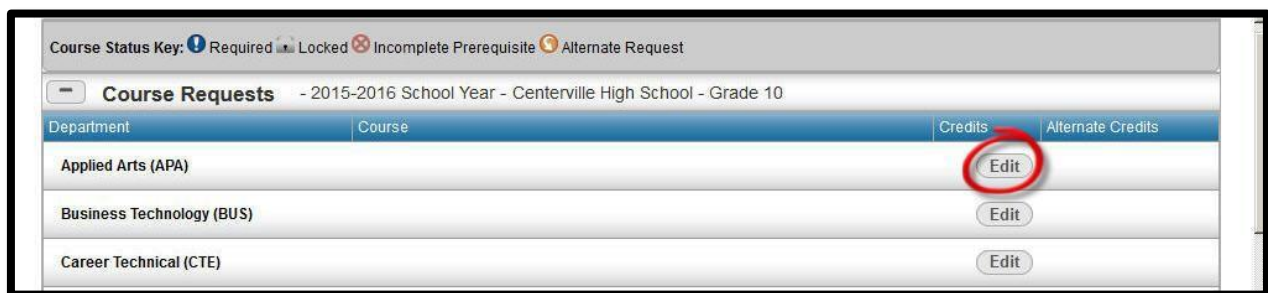 Course Status Key: Required Locked Incomplete Prerequisite Alternate Request
Course Requests - 2015-2016 School Year - Centerville High School - Grade 10
Department Course Credits Alternate Credits
Applied Arts (APA) Edit
Business Technology (BUS) Edit
Career Technical (CTE) Edit